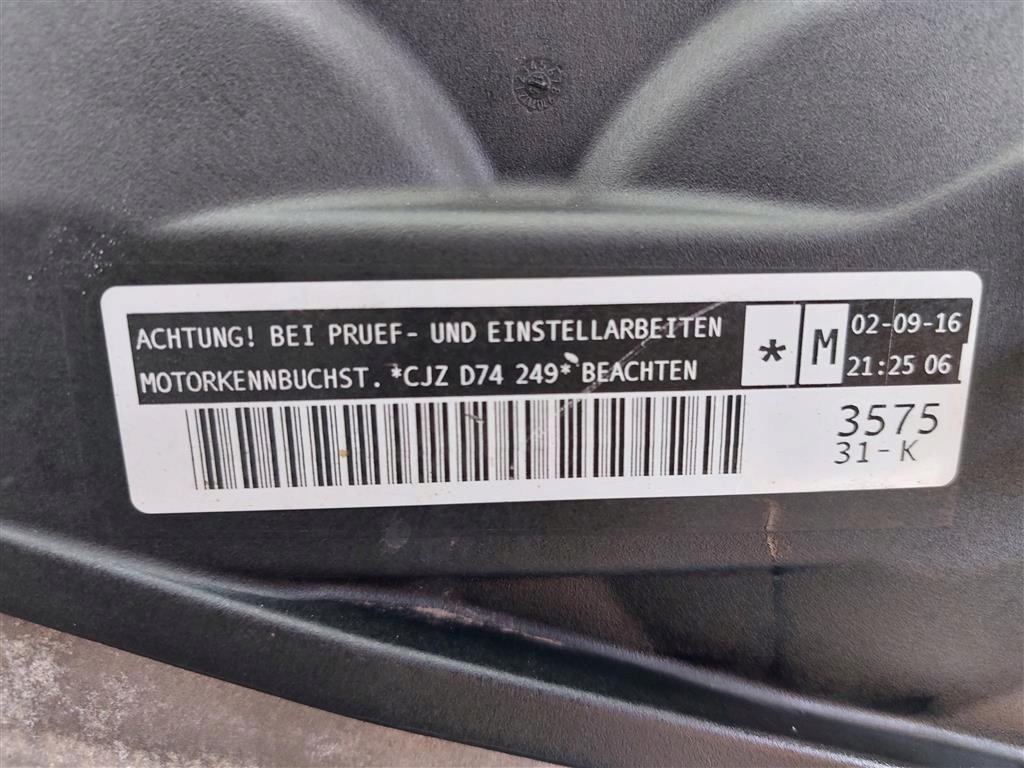 ACHTUNG! BEI PRUEF- UND EINSTELLARBEITEN
MOTORKENNBUCHST. *CJZ D74 249* BEACHTEN
* M
02-09-16
21:25 06
3575
31-K